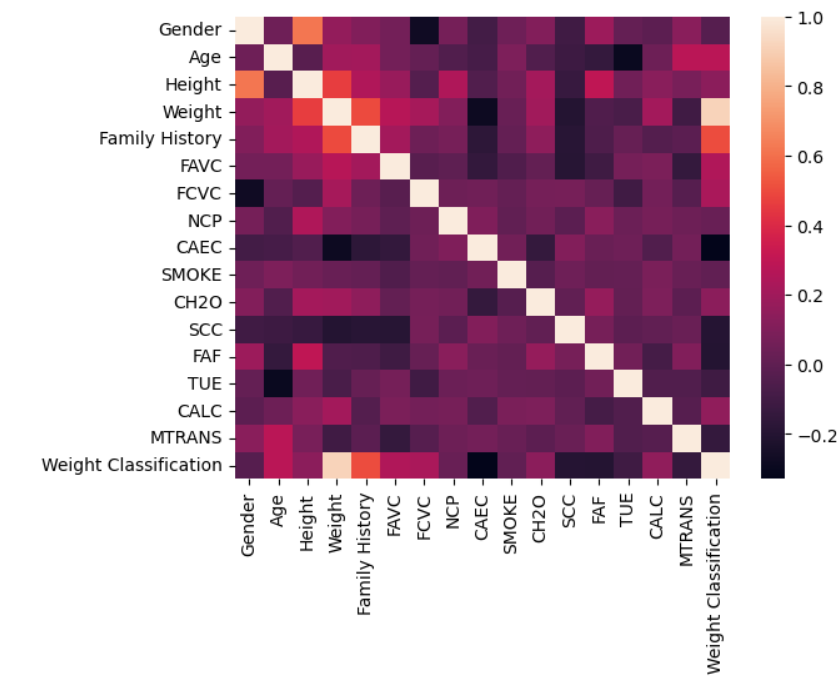 Gender
Age
Height
Weight
Family History
FAVC
FCVC
NCP
CAEC
SMOKE
CH2O
SCC
FAF
TUE
CALC
MTRANS
Weight Classification
Gender
Age
Height
Weight
Family History
FAVC
FCVC
NCP
CAEC
SMOKE
CH2O
SCC
FAF
TUE
CALC
MTRANS
Weight Classification
1.0
0.8
0.6
0.4
0.2
0.0
−0.2